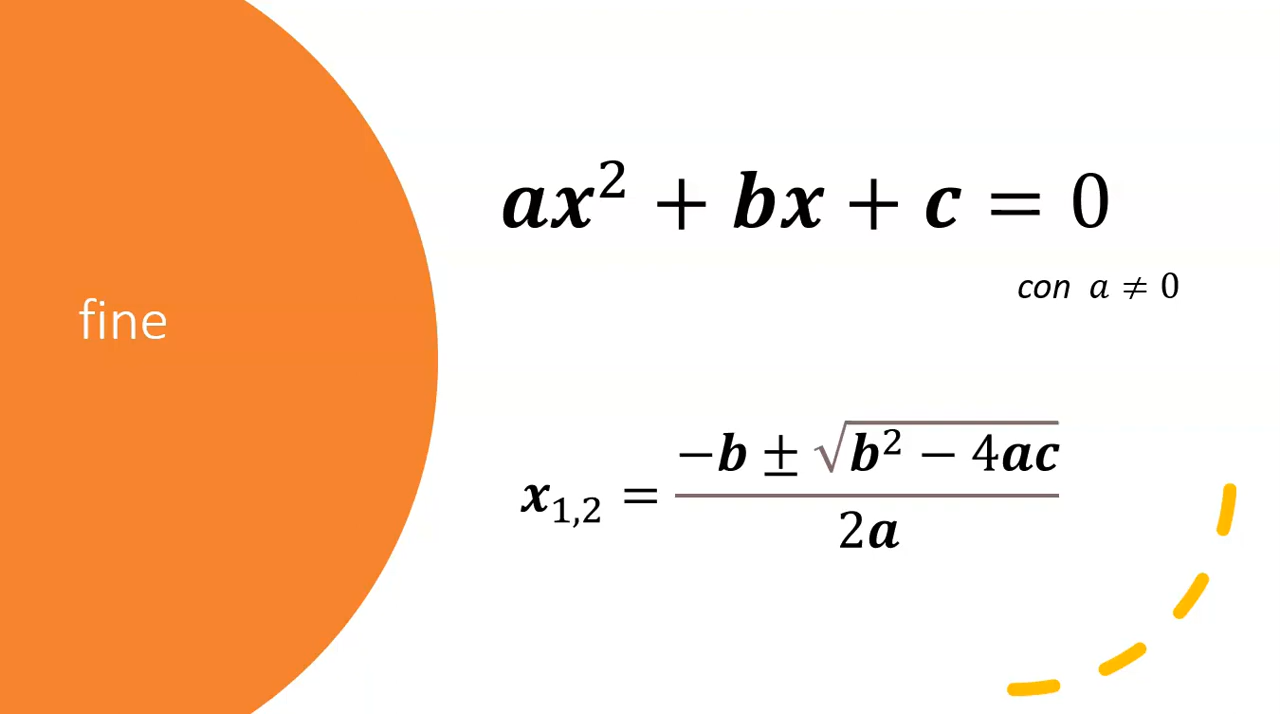 fine
ax² + bx + c = 0
con a ≠ 0
x₁,₂ = (−b ± √(b² − 4ac)) / 2a